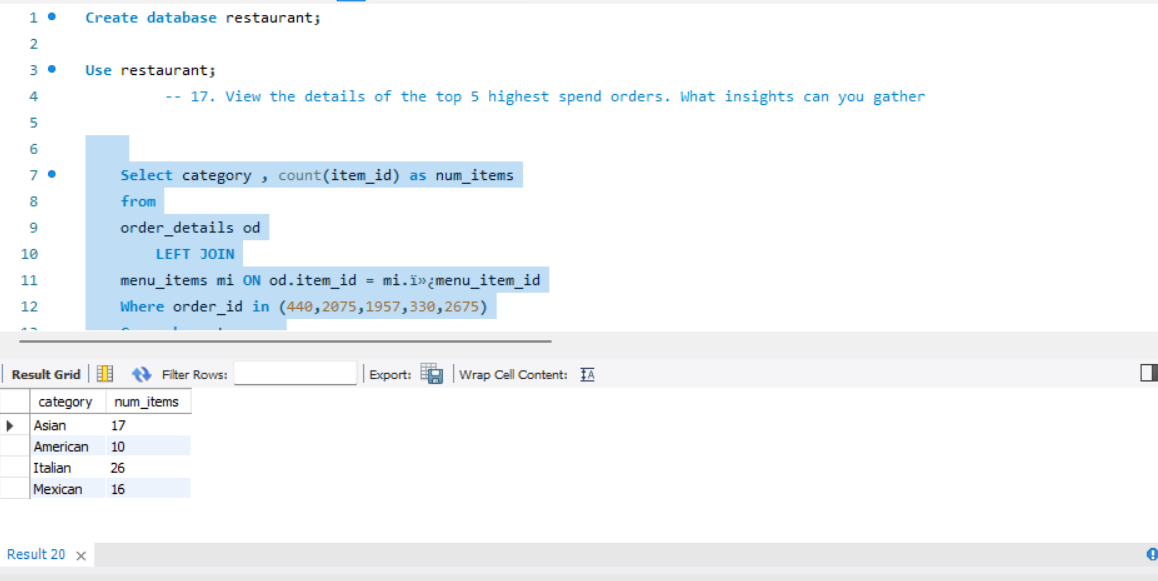 1 Create database restaurant;
2
3 Use restaurant;
4 -- 17. View the details of the top 5 highest spend orders. What insights can you gather
5
6
7 Select category , count(item_id) as num_items
8 from
9 order_details od
10 LEFT JOIN
11 menu_items mi ON od.item_id = mi.ï»¿menu_item_id
12 Where order_id in (440,2075,1957,330,2675)
Result Grid Filter Rows: Export: Wrap Cell Content: IA
category num_items
Asian 17
American 10
Italian 26
Mexican 16
Result 20 ×